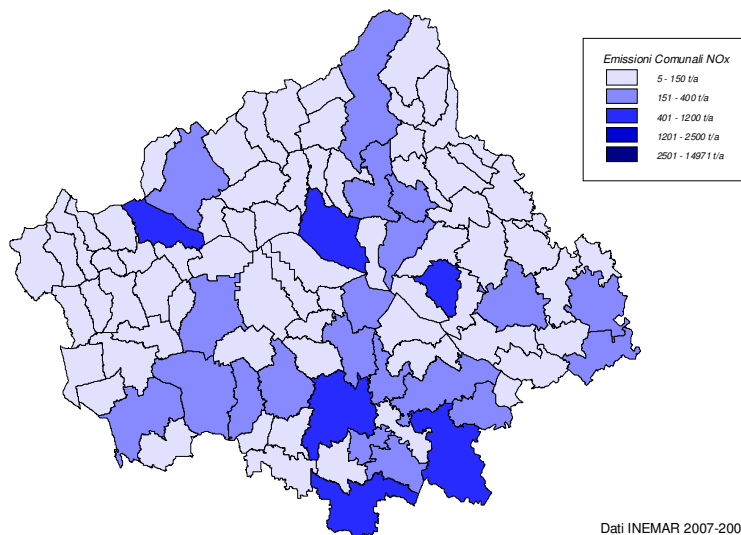 Emissioni Comunali NOx
5 - 150 t/a
151 - 400 t/a
401 - 1200 t/a
1201 - 2500 t/a
2501 - 14971 t/a
Dati INEMAR 2007-200